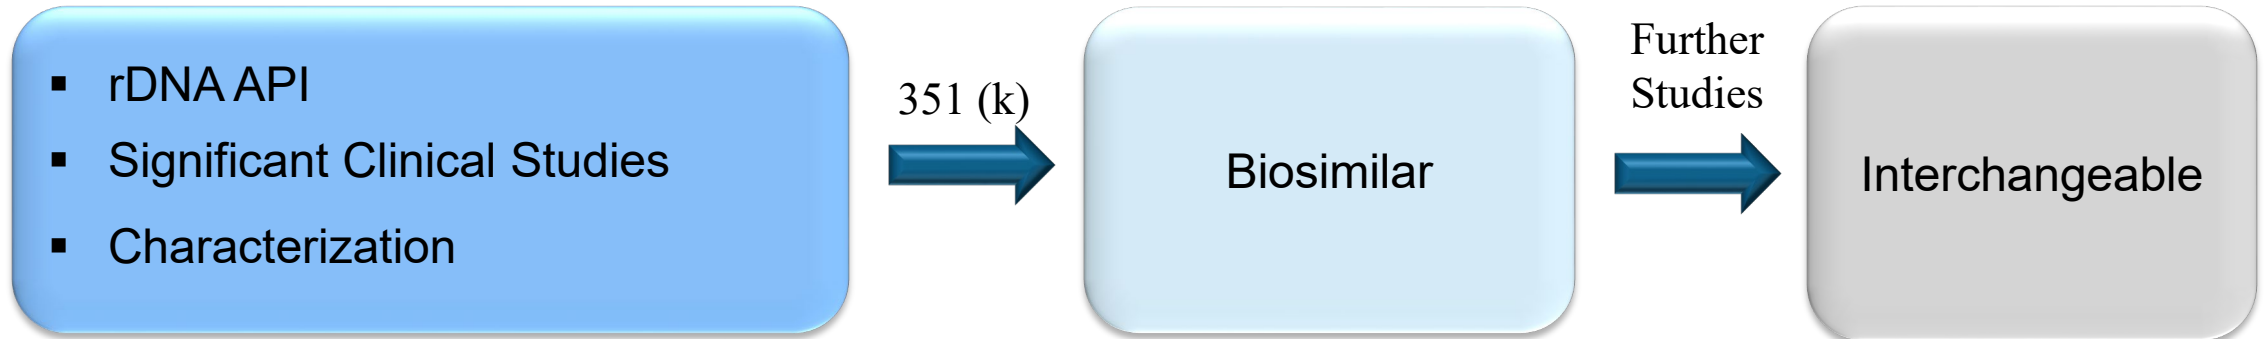 ▪ rDNA API
▪ Significant Clinical Studies
▪ Characterization
351 (k)
Biosimilar
Further
Studies
Interchangeable